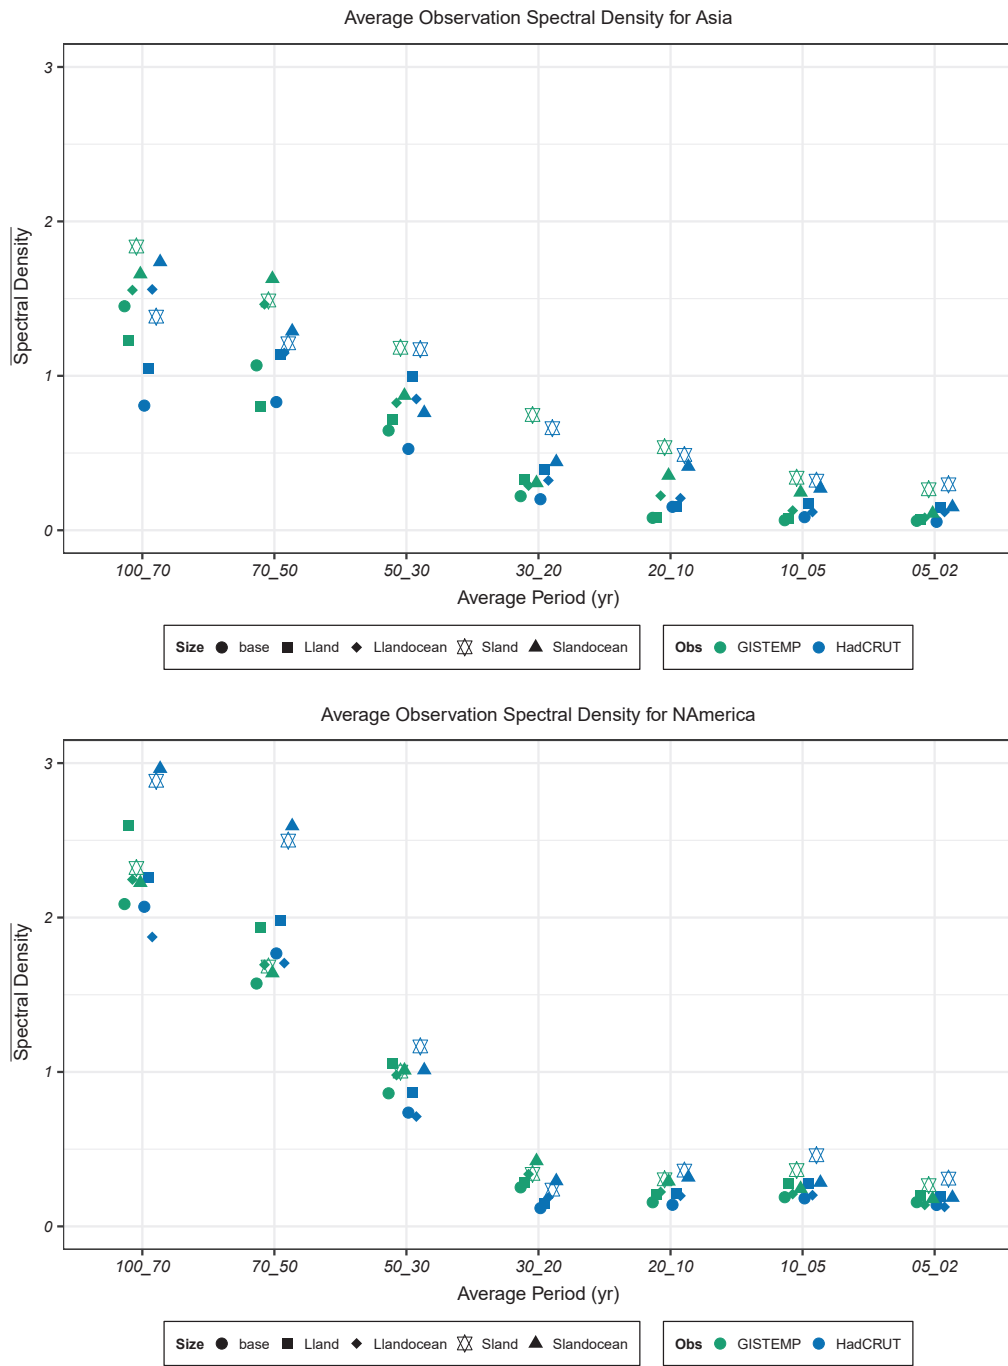 Average Observation Spectral Density for Asia
3
2
1
0
Spectral Density
100_70 70_50 50_30 30_20 20_10 10_05 05_02
Average Period (yr)
Size base Lland Llandocean Sland Slandocean Obs GISTEMP HadCRUT
Average Observation Spectral Density for NAmerica
3
2
1
0
Spectral Density
100_70 70_50 50_30 30_20 20_10 10_05 05_02
Average Period (yr)
Size base Lland Llandocean Sland Slandocean Obs GISTEMP HadCRUT